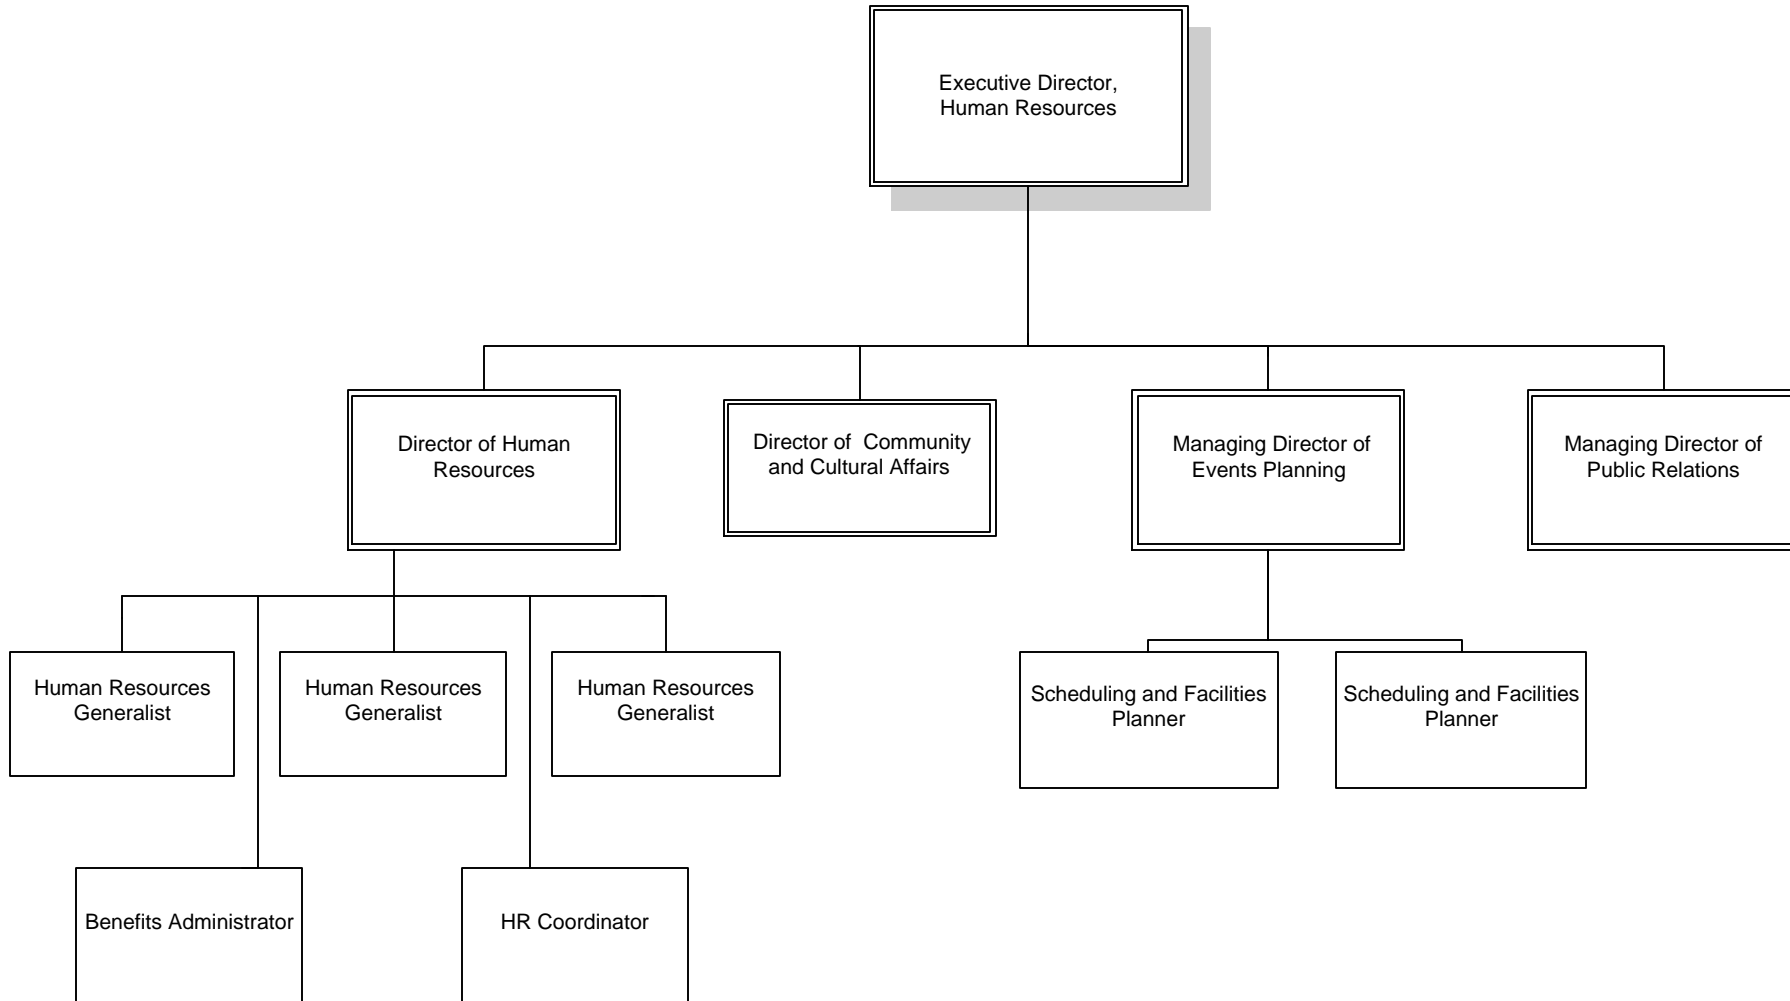 Executive Director,
Human Resources
Director of Human
Resources
Director of  Community
and Cultural Affairs
Managing Director of
Events Planning
Managing Director of
Public Relations
Human Resources
Generalist
Human Resources
Generalist
Human Resources
Generalist
Scheduling and Facilities
Planner
Scheduling and Facilities
Planner
Benefits Administrator
HR Coordinator